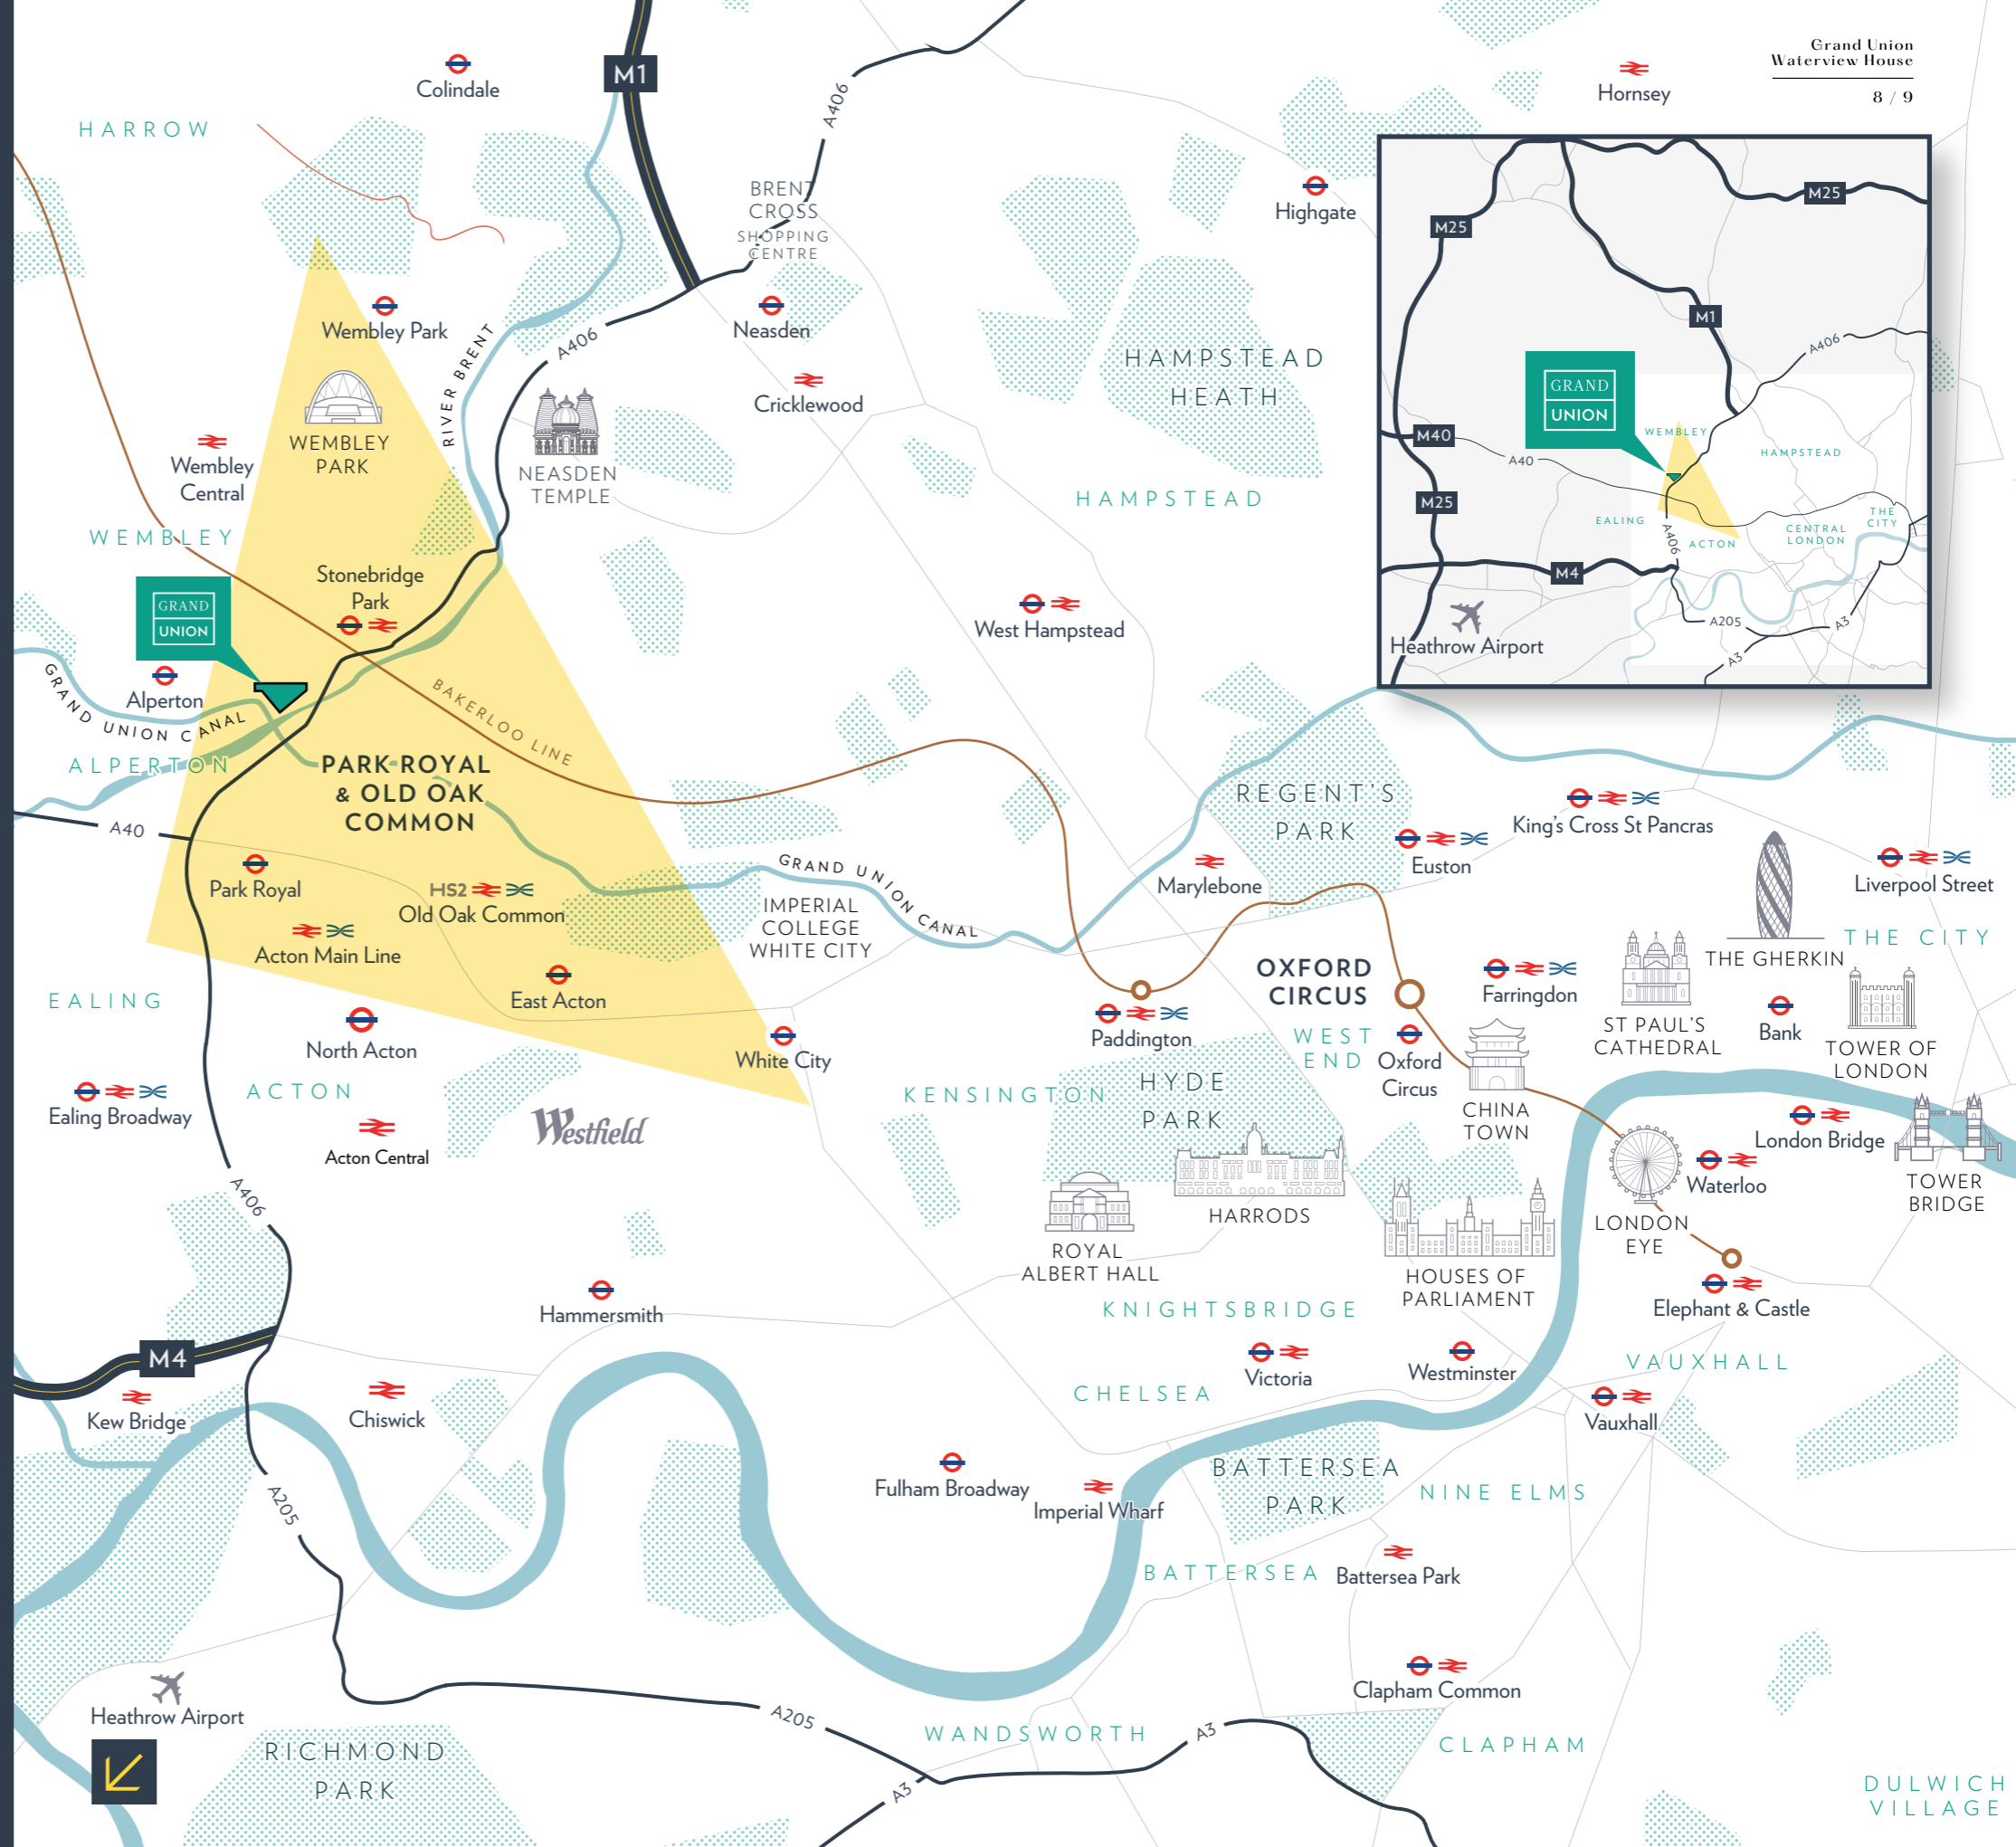 Grand Union
Waterview House
8 / 9
Colindale
M1
A406
Hornsey
HARROW
BRENT
CROSS
SHOPPING
CENTRE
Highgate
Wembley Park
RIVER BRENT
A406
Neasden
HAMPSTEAD
HEATH
Cricklewood
WEMBLEY
PARK
Wembley
Central
NEASDEN
TEMPLE
HAMPSTEAD
WEMBLEY
Stonebridge
Park
GRAND
UNION
West Hampstead
Alperton
GRAND UNION CANAL
BAKERLOO LINE
ALPERTON
PARK ROYAL
& OLD OAK
COMMON
A40
M25
M25
M1
A406
GRAND
UNION
WEMBLEY
M40
A40
HAMPSTEAD
M25
EALING
THE
CITY
CENTRAL
LONDON
A406
ACTON
M4
A205
A3
A3
Heathrow Airport
REGENT'S
PARK
King's Cross St Pancras
Euston
Liverpool Street
Marylebone
GRAND UNION CANAL
Park Royal
HS2
Old Oak Common
IMPERIAL
COLLEGE
WHITE CITY
Acton Main Line
THE GHERKIN
THE CITY
OXFORD
CIRCUS
Farringdon
EALING
East Acton
ST PAUL'S
CATHEDRAL
Bank
TOWER OF
LONDON
North Acton
White City
Paddington
WEST
END
Oxford
Circus
ACTON
Ealing Broadway
KENSINGTON
HYDE
PARK
CHINA
TOWN
Westfield
Acton Central
London Bridge
A406
Waterloo
TOWER
BRIDGE
HARRODS
LONDON
EYE
ROYAL
ALBERT HALL
HOUSES OF
PARLIAMENT
Hammersmith
KNIGHTSBRIDGE
Elephant & Castle
M4
VAUXHALL
Victoria
Westminster
CHELSEA
Kew Bridge
Chiswick
Vauxhall
BATTERSEA
PARK
Fulham Broadway
Imperial Wharf
NINE ELMS
A205
BATTERSEA
Battersea Park
Clapham Common
Heathrow Airport
A205
WANDSWORTH
A3
CLAPHAM
RICHMOND
PARK
A3
DULWICH
VILLAGE